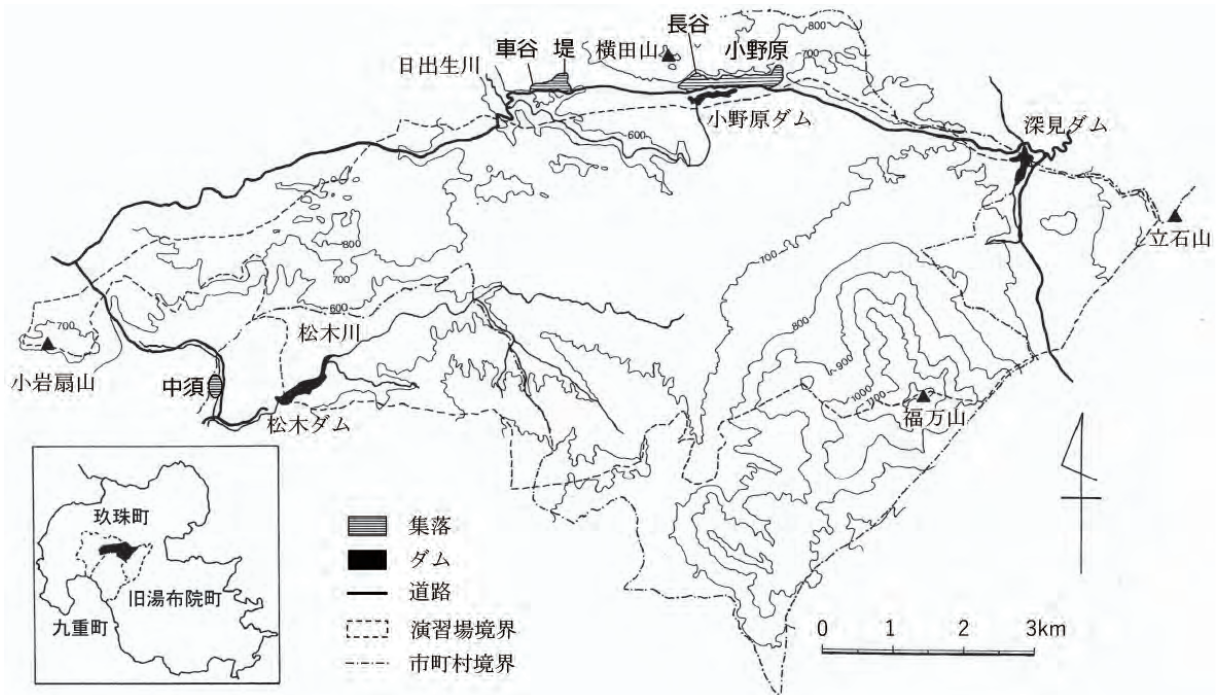 800
700
横田山
長谷
小野原
車谷
堤
日出生川
小野原ダム
深見ダム
600
立石山
800
700
600
700
800
900
1000
1100
700
松木川
小岩扇山
中須
松木ダム
福万山
玖珠町
旧湯布院町
九重町
集落
ダム
道路
演習場境界
市町村境界
0 1 2 3km